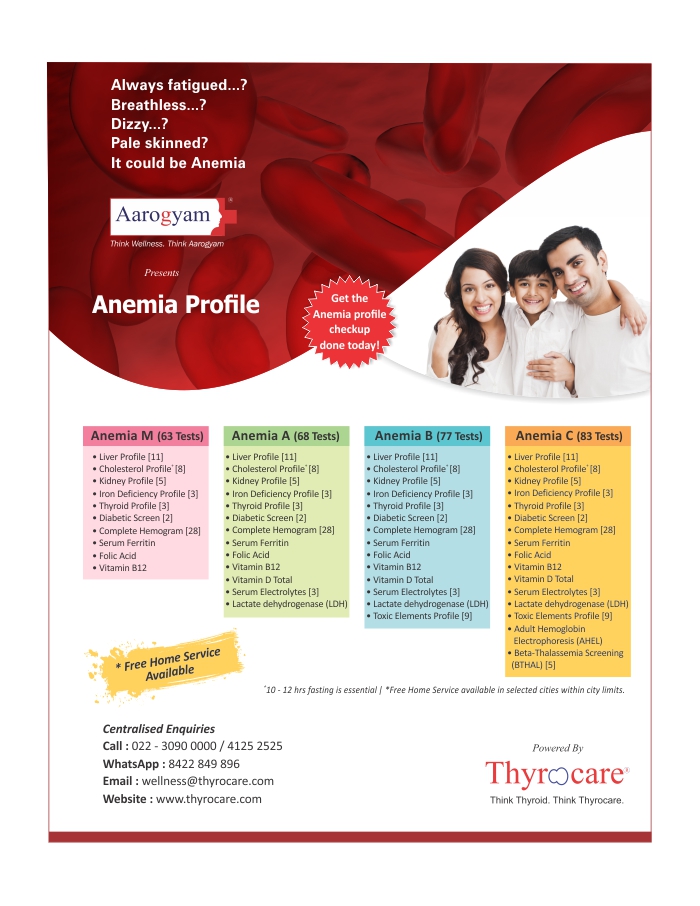 Always fatigued...?
Breathless...?
Dizzy...?
Pale skinned?
It could be Anemia
Aarogyam®
Think Wellness. Think Aarogyam
Presents
Anemia Profile
Get the
Anemia profile
checkup
done today!
Anemia M (63 Tests)
• Liver Profile [11]
• Cholesterol Profile* [8]
• Kidney Profile [5]
• Iron Deficiency Profile [3]
• Thyroid Profile [3]
• Diabetic Screen [2]
• Complete Hemogram [28]
• Serum Ferritin
• Folic Acid
• Vitamin B12
Anemia A (68 Tests)
• Liver Profile [11]
• Cholesterol Profile* [8]
• Kidney Profile [5]
• Iron Deficiency Profile [3]
• Thyroid Profile [3]
• Diabetic Screen [2]
• Complete Hemogram [28]
• Serum Ferritin
• Folic Acid
• Vitamin B12
• Vitamin D Total
• Serum Electrolytes [3]
• Lactate dehydrogenase (LDH)
Anemia B (77 Tests)
• Liver Profile [11]
• Cholesterol Profile* [8]
• Kidney Profile [5]
• Iron Deficiency Profile [3]
• Thyroid Profile [3]
• Diabetic Screen [2]
• Complete Hemogram [28]
• Serum Ferritin
• Folic Acid
• Vitamin B12
• Vitamin D Total
• Serum Electrolytes [3]
• Lactate dehydrogenase (LDH)
• Toxic Elements Profile [9]
Anemia C (83 Tests)
• Liver Profile [11]
• Cholesterol Profile* [8]
• Kidney Profile [5]
• Iron Deficiency Profile [3]
• Thyroid Profile [3]
• Diabetic Screen [2]
• Complete Hemogram [28]
• Serum Ferritin
• Folic Acid
• Vitamin B12
• Vitamin D Total
• Serum Electrolytes [3]
• Lactate dehydrogenase (LDH)
• Toxic Elements Profile [9]
• Adult Hemoglobin
Electrophoresis (AHEL)
• Beta-Thalassemia Screening
(BTHAL) [5]
* Free Home Service
Available
*10 - 12 hrs fasting is essential | *Free Home Service available in selected cities within city limits.
Centralised Enquiries
Call : 022 - 3090 0000 / 4125 2525
WhatsApp : 8422 849 896
Email : wellness@thyrocare.com
Website : www.thyrocare.com
Powered By
Thyrocare®
Think Thyroid. Think Thyrocare.